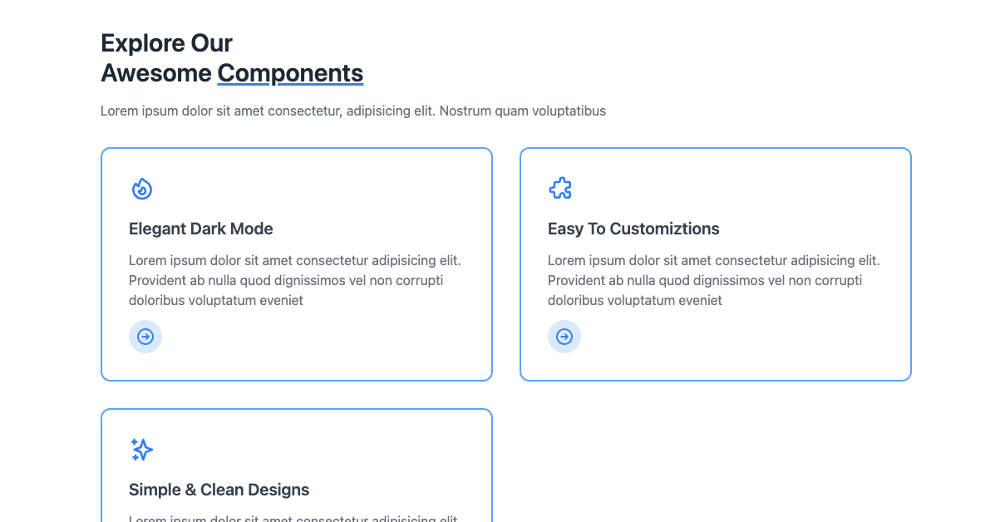 Explore Our
Awesome Components
Lorem ipsum dolor sit amet consectetur, adipisicing elit. Nostrum quam voluptatibus
Elegant Dark Mode
Lorem ipsum dolor sit amet consectetur adipisicing elit.
Provident ab nulla quod dignissimos vel non corrupti
doloribus voluptatum eveniet
Easy To Customiztions
Lorem ipsum dolor sit amet consectetur adipisicing elit.
Provident ab nulla quod dignissimos vel non corrupti
doloribus voluptatum eveniet
Simple & Clean Designs
Lorem ipsum dolor sit amet consectetur adipisicing elit.